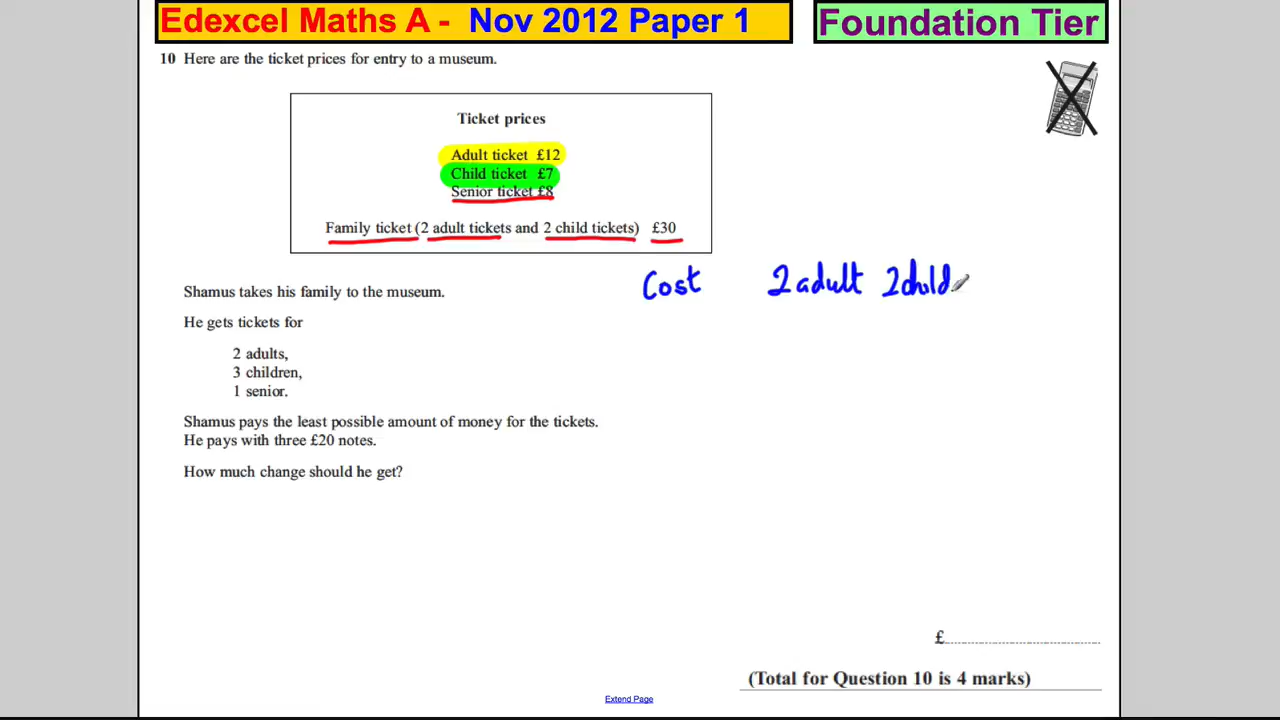 Edexcel Maths A - Nov 2012 Paper 1
Foundation Tier
10 Here are the ticket prices for entry to a museum.
Ticket prices
Adult ticket £12
Child ticket £7
Senior ticket £8
Family ticket (2 adult tickets and 2 child tickets) £30
Cost 2 adult 2 child
Shamus takes his family to the museum.
He gets tickets for
2 adults,
3 children,
1 senior.
Shamus pays the least possible amount of money for the tickets.
He pays with three £20 notes.
How much change should he get?
£
(Total for Question 10 is 4 marks)
Extend Page